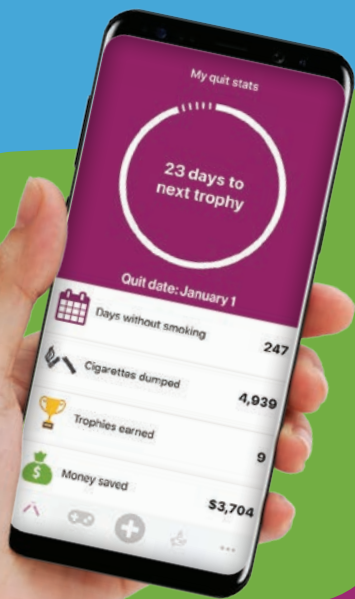 My quit stats
23 days to
next trophy
Quit date: January 1
Days without smoking
247
Cigarettes dumped
4,939
Trophies earned
9
Money saved
$3,704